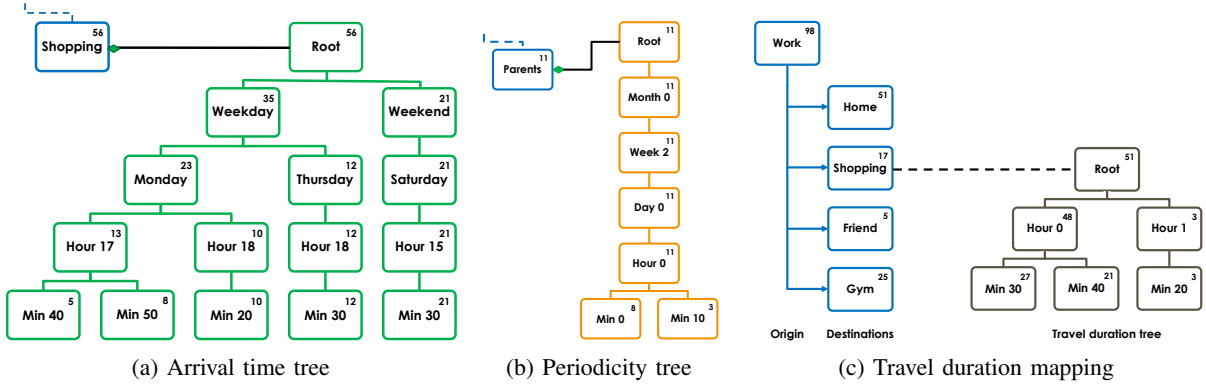 56
Shopping
56
Root
35
Weekday
21
Weekend
23
Monday
12
Thursday
21
Saturday
13
Hour 17
10
Hour 18
12
Hour 18
21
Hour 15
5
Min 40
8
Min 50
10
Min 20
12
Min 30
21
Min 30
(a) Arrival time tree
11
Parents
11
Root
11
Month 0
11
Week 2
11
Day 0
11
Hour 0
8
Min 0
3
Min 10
(b) Periodicity tree
98
Work
51
Home
17
Shopping
5
Friend
25
Gym
Origin
Destinations
51
Root
48
Hour 0
3
Hour 1
27
Min 30
21
Min 40
3
Min 20
Travel duration tree
(c) Travel duration mapping